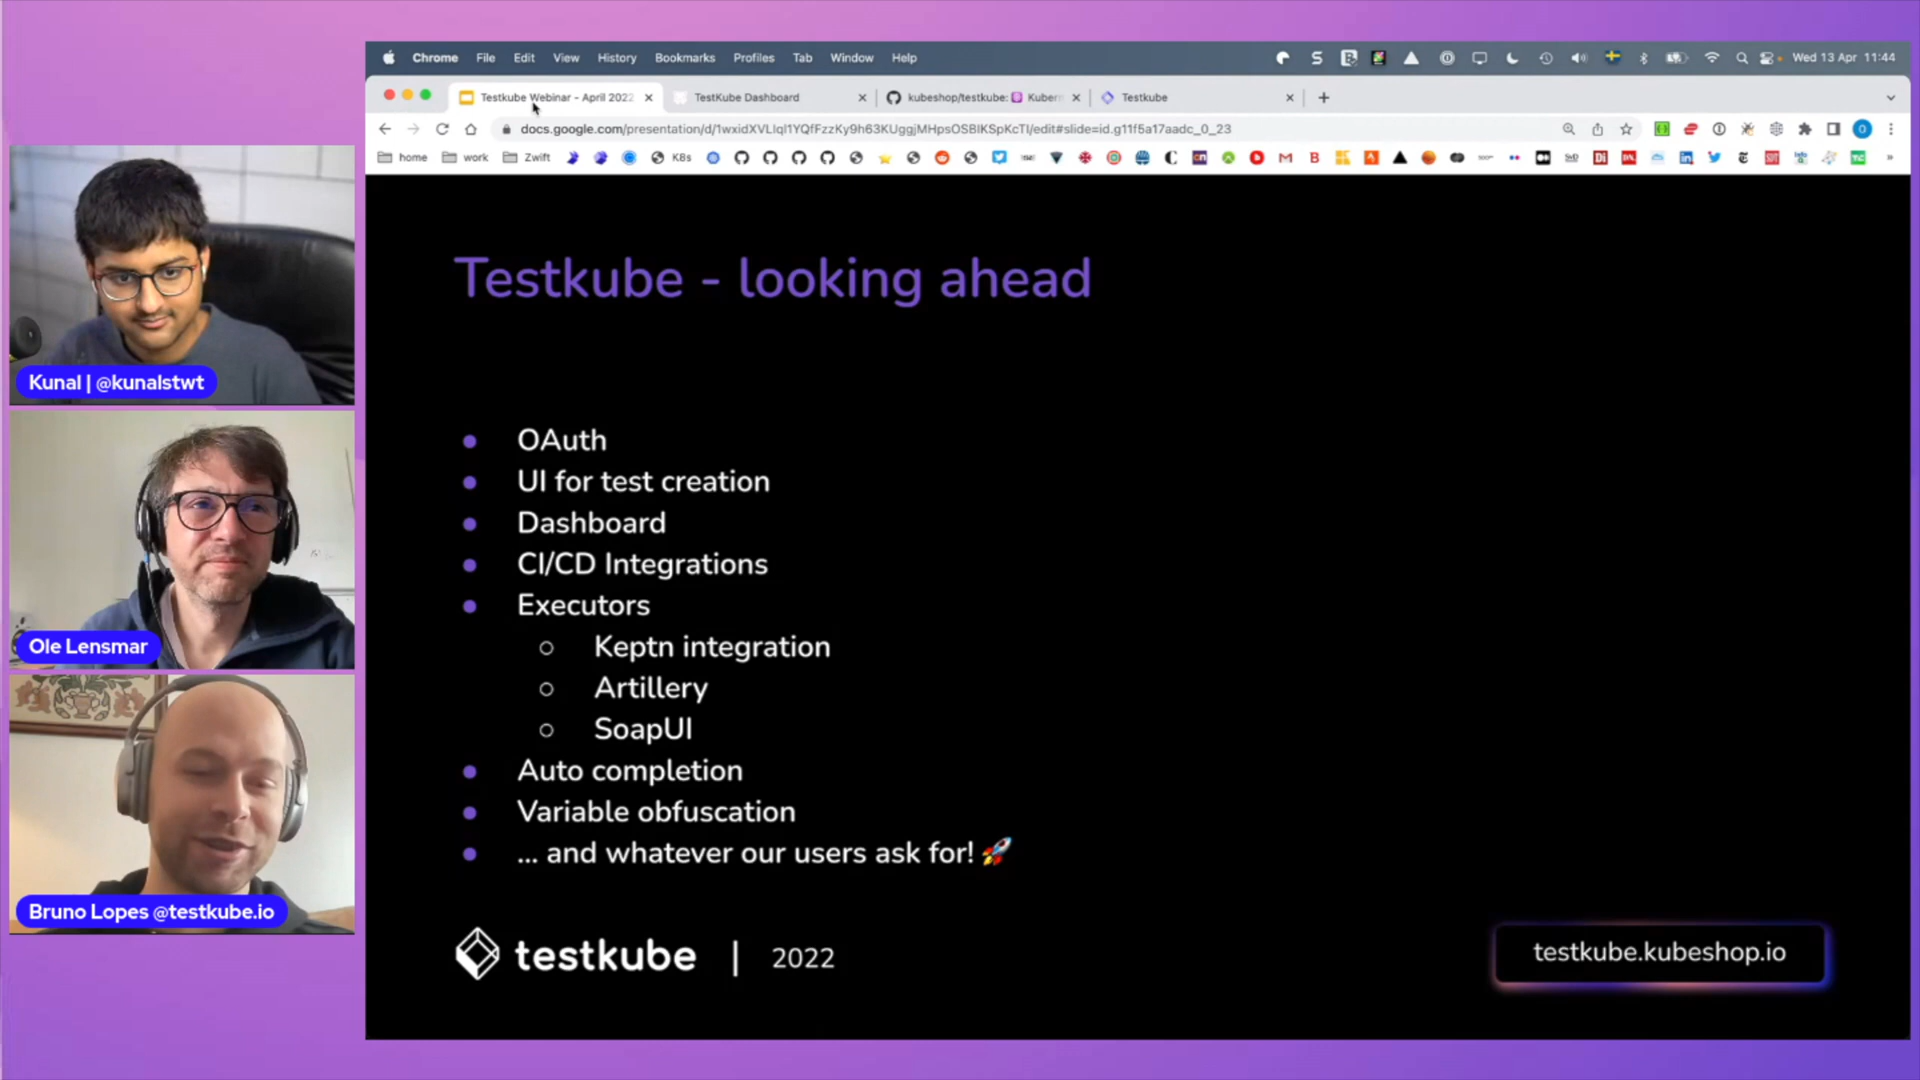 Chrome File Edit View History Bookmarks Profiles Tab Window Help Wed 13 Apr 11:44
Testkube Webinar - April 2022 TestKube Dashboard kubeshop/testkube: Kubern Testkube
docs.google.com/presentation/d/1wxidXVLlql1YQfFzzKy9h63KUggjMHpsOSBlKSpKcTI/edit#slide=id.g11f5a17aadc_0_23
home work Zwift K8s
Testkube - looking ahead
OAuth
UI for test creation
Dashboard
CI/CD Integrations
Executors
Keptn integration
Artillery
SoapUI
Auto completion
Variable obfuscation
... and whatever our users ask for! 🚀
testkube | 2022
testkube.kubeshop.io
Kunal | @kunalstwt
Ole Lensmar
Bruno Lopes @testkube.io